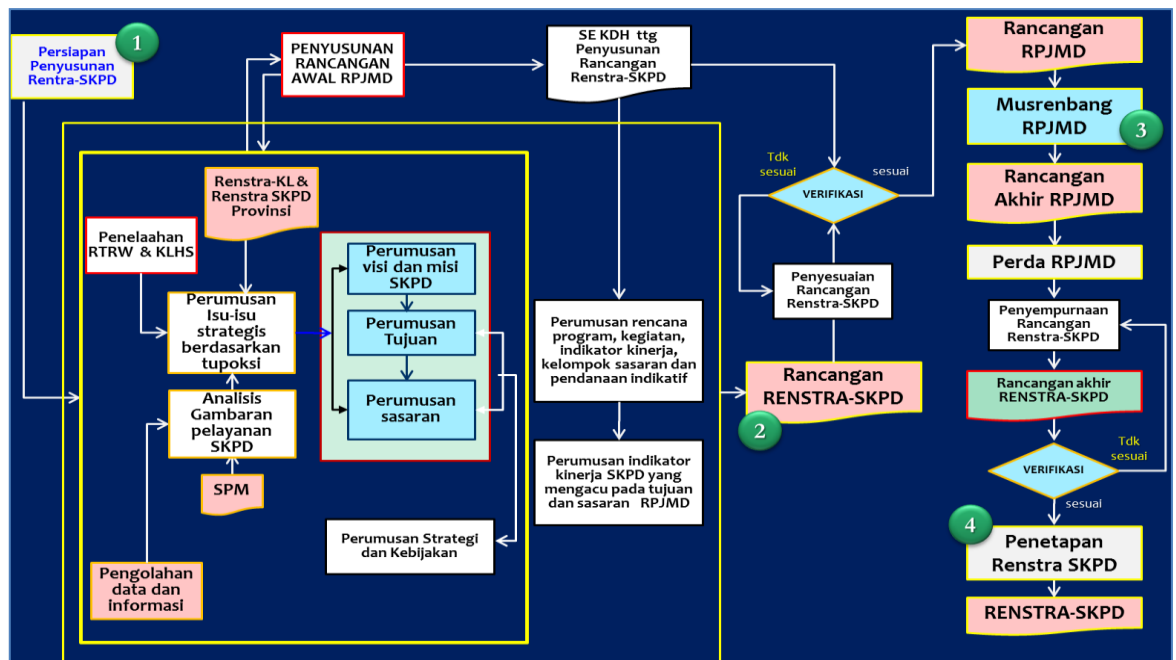 1
Persiapan
Penyusunan
Rentra-SKPD
PENYUSUNAN
RANCANGAN
AWAL RPJMD
SE KDH ttg
Penyusunan
Rancangan
Renstra-SKPD
Rancangan
RPJMD
Musrenbang
RPJMD
3
Rancangan
Akhir RPJMD
Perda RPJMD
Penyempurnaan
Rancangan
Renstra-SKPD
Rancangan akhir
RENSTRA-SKPD
VERIFIKASI
Tdk
sesuai
sesuai
4
Penetapan
Renstra SKPD
RENSTRA-SKPD
Tdk
sesuai
sesuai
VERIFIKASI
Penyesuaian
Rancangan
Renstra-SKPD
Rancangan
RENSTRA-SKPD
2
Renstra-KL &
Renstra SKPD
Provinsi
Penelaahan
RTRW & KLHS
Perumusan
Isu-isu
strategis
berdasarkan
tupoksi
Analisis
Gambaran
pelayanan
SKPD
SPM
Pengolahan
data dan
informasi
Perumusan
visi dan misi
SKPD
Perumusan
Tujuan
Perumusan
sasaran
Perumusan Strategi
dan Kebijakan
Perumusan rencana
program, kegiatan,
indikator kinerja,
kelompok sasaran dan
pendanaan indikatif
Perumusan indikator
kinerja SKPD yang
mengacu pada tujuan
dan sasaran RPJMD